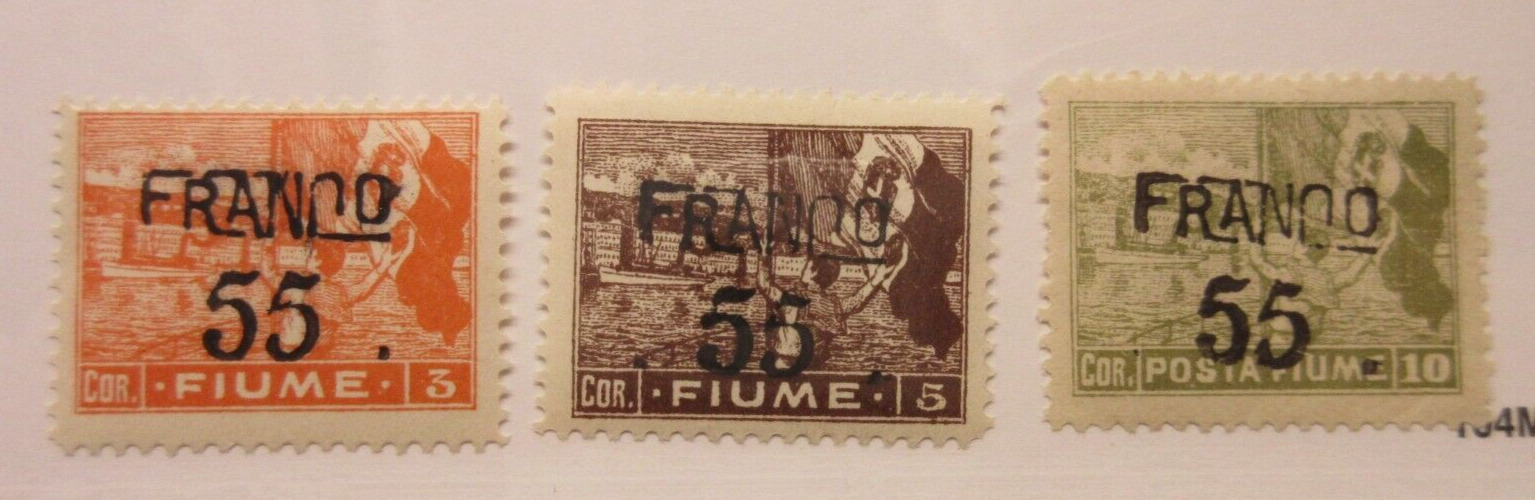 FRANCO
55
COR. · FIUME · 3
FRANCO
55
COR. · FIUME · 5
FRANCO
55
COR. POSTA FIUME 10